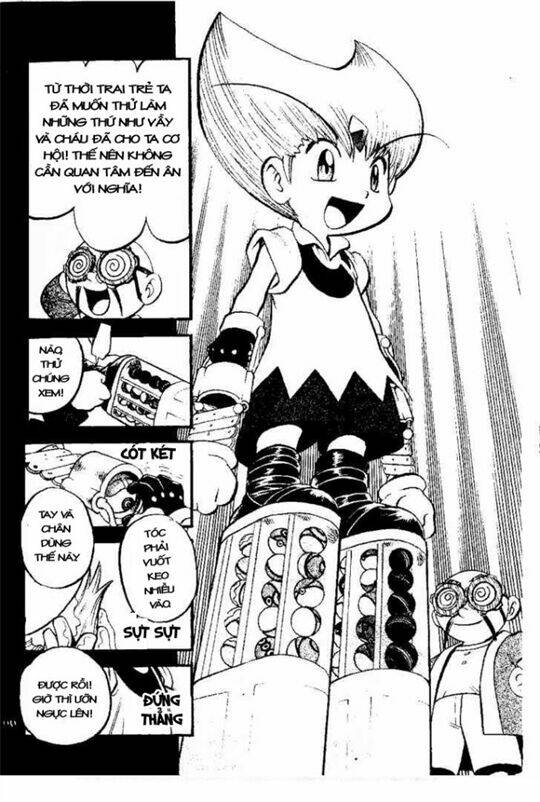 TỪ THỜI TRAI TRẺ TA
ĐÃ MUỐN THỬ LÀM
NHỮNG THỨ NHƯ VẦY
VÀ CHÁU ĐÃ CHO TA CƠ
HỘI! THẾ NÊN KHÔNG
CẦN QUAN TÂM ĐẾN ÂN
VỚI NGHĨA!
NÀO,
THỬ
CHÚNG
XEM!
CÓT KÉT
TAY VÀ
CHÂN
DÙNG
THẾ NÀY
TÓC
PHẢI
VUỐT
KEO
NHIỀU
VÀO,
SỰT SỰT
ĐƯỢC RỒI!
GIỜ THÌ ƯỠN
NGỰC LÊN!
ĐỨNG
THẲNG